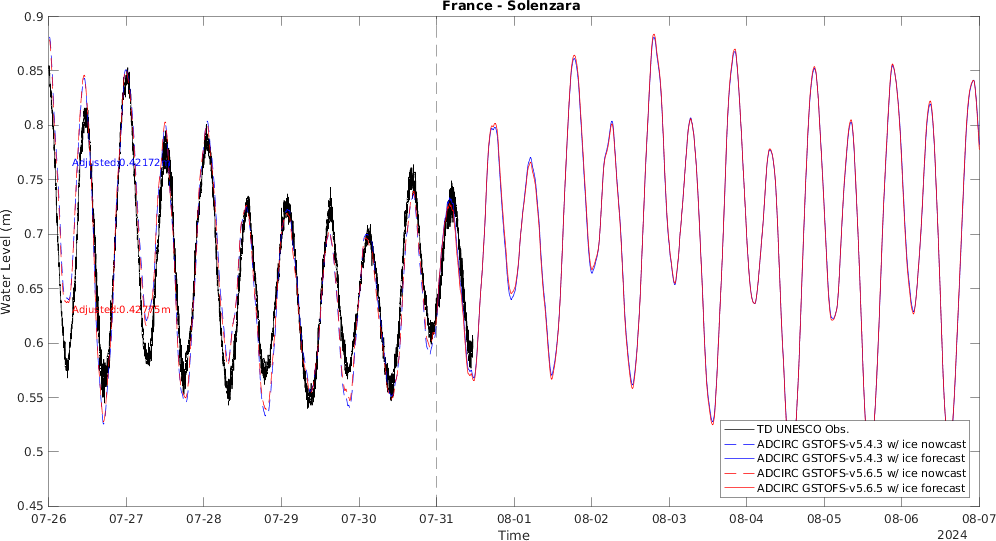 France - Solenzara
Water Level (m)
0.9
0.85
0.8
0.75
0.7
0.65
0.6
0.55
0.5
0.45
Adjusted:0.42172
Adjusted:0.42775m
TD UNESCO Obs.
ADCIRC GSTOFS-v5.4.3 w/ ice nowcast
ADCIRC GSTOFS-v5.4.3 w/ ice forecast
ADCIRC GSTOFS-v5.6.5 w/ ice nowcast
ADCIRC GSTOFS-v5.6.5 w/ ice forecast
07-26 07-27 07-28 07-29 07-30 07-31 08-01 08-02 08-03 08-04 08-05 08-06 08-07
Time
2024